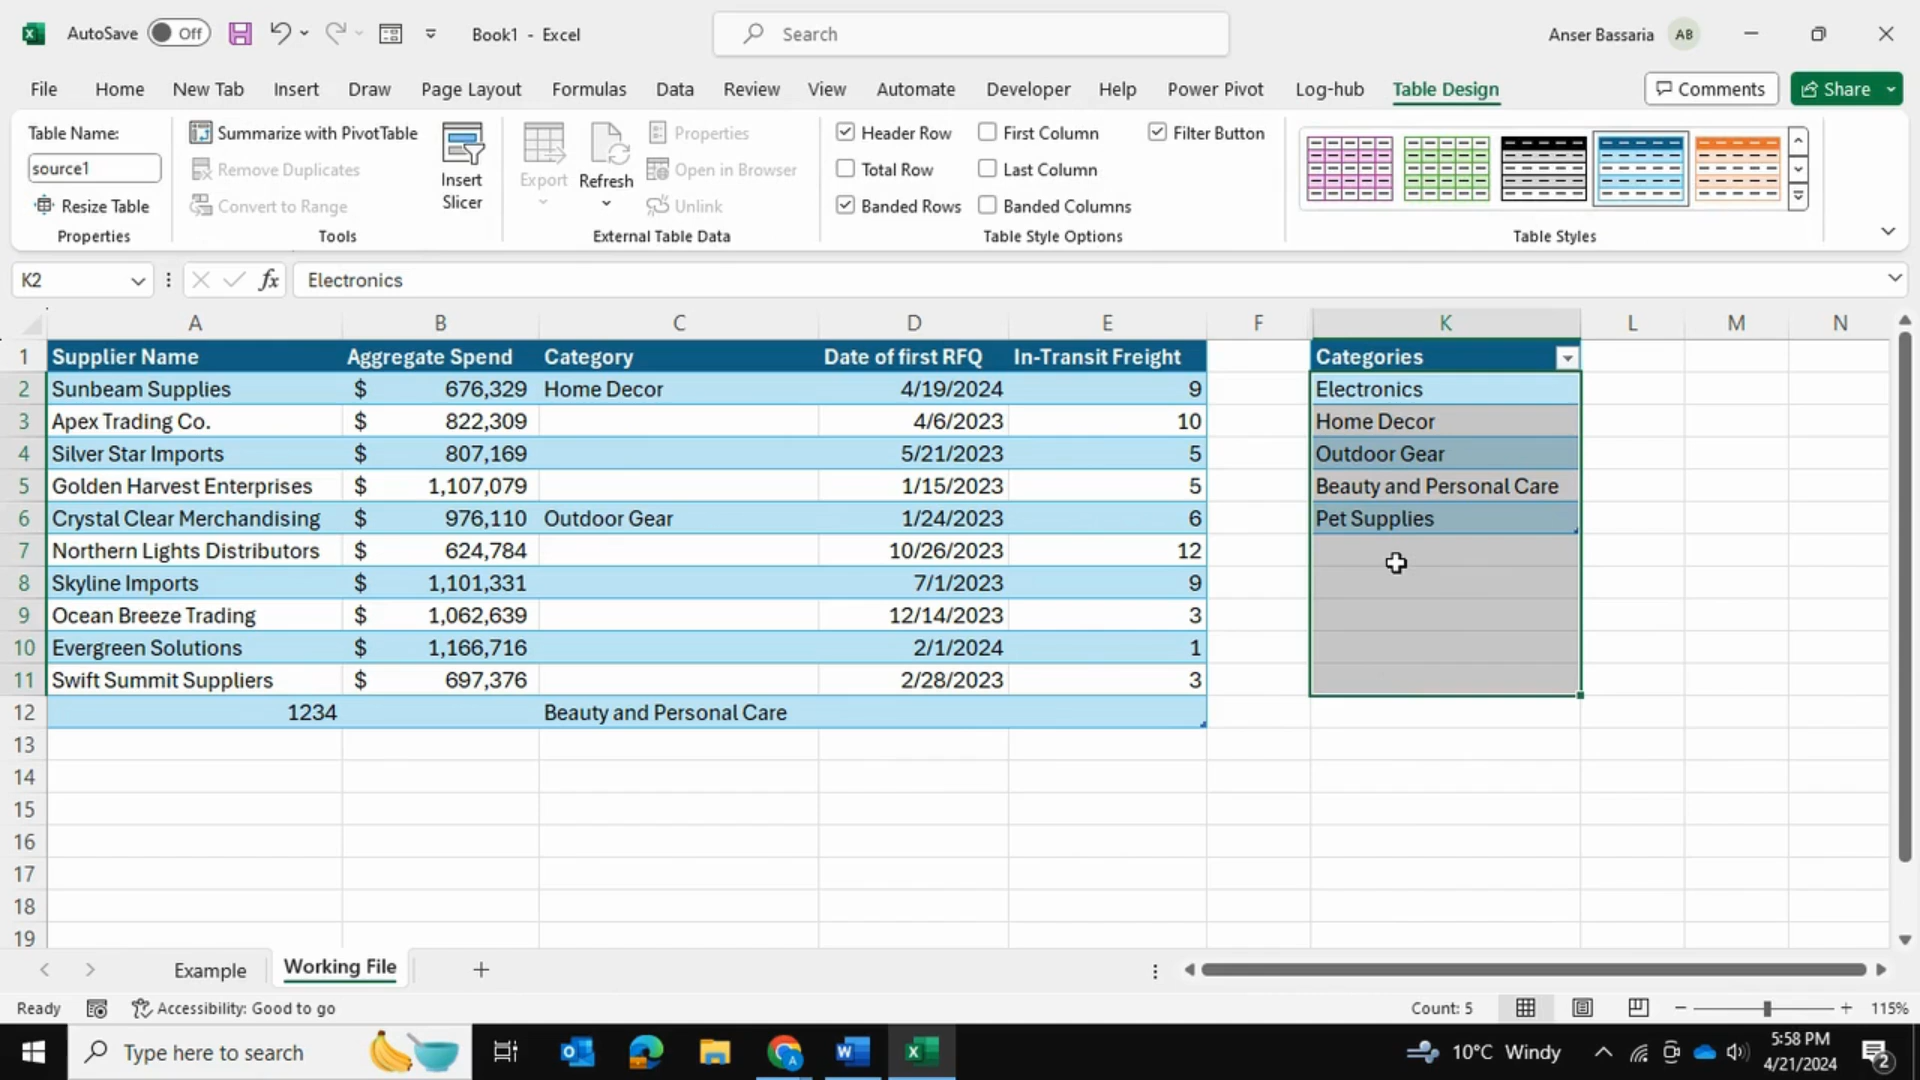 AutoSave Off Book1 - Excel Search Anser Bassaria AB
File Home New Tab Insert Draw Page Layout Formulas Data Review View Automate Developer Help Power Pivot Log-hub Table Design Comments Share
Table Name: Summarize with PivotTable Properties Header Row First Column Filter Button
source1 Remove Duplicates Insert Slicer Export Refresh Open in Browser Total Row Last Column
Resize Table Convert to Range Unlink Banded Rows Banded Columns
Properties Tools External Table Data Table Style Options Table Styles
K2 fx Electronics
A B C D E F K L M N
1 Supplier Name Aggregate Spend Category Date of first RFQ In-Transit Freight Categories
2 Sunbeam Supplies $ 676,329 Home Decor 4/19/2024 9 Electronics
3 Apex Trading Co. $ 822,309 4/6/2023 10 Home Decor
4 Silver Star Imports $ 807,169 5/21/2023 5 Outdoor Gear
5 Golden Harvest Enterprises $ 1,107,079 1/15/2023 5 Beauty and Personal Care
6 Crystal Clear Merchandising $ 976,110 Outdoor Gear 1/24/2023 6 Pet Supplies
7 Northern Lights Distributors $ 624,784 10/26/2023 12
8 Skyline Imports $ 1,101,331 7/1/2023 9
9 Ocean Breeze Trading $ 1,062,639 12/14/2023 3
10 Evergreen Solutions $ 1,166,716 2/1/2024 1
11 Swift Summit Suppliers $ 697,376 2/28/2023 3
12 1234 Beauty and Personal Care
13
14
15
16
17
18
19
Example Working File
Ready Accessibility: Good to go Count: 5 115%
Type here to search 10°C Windy 5:58 PM
4/21/2024 2